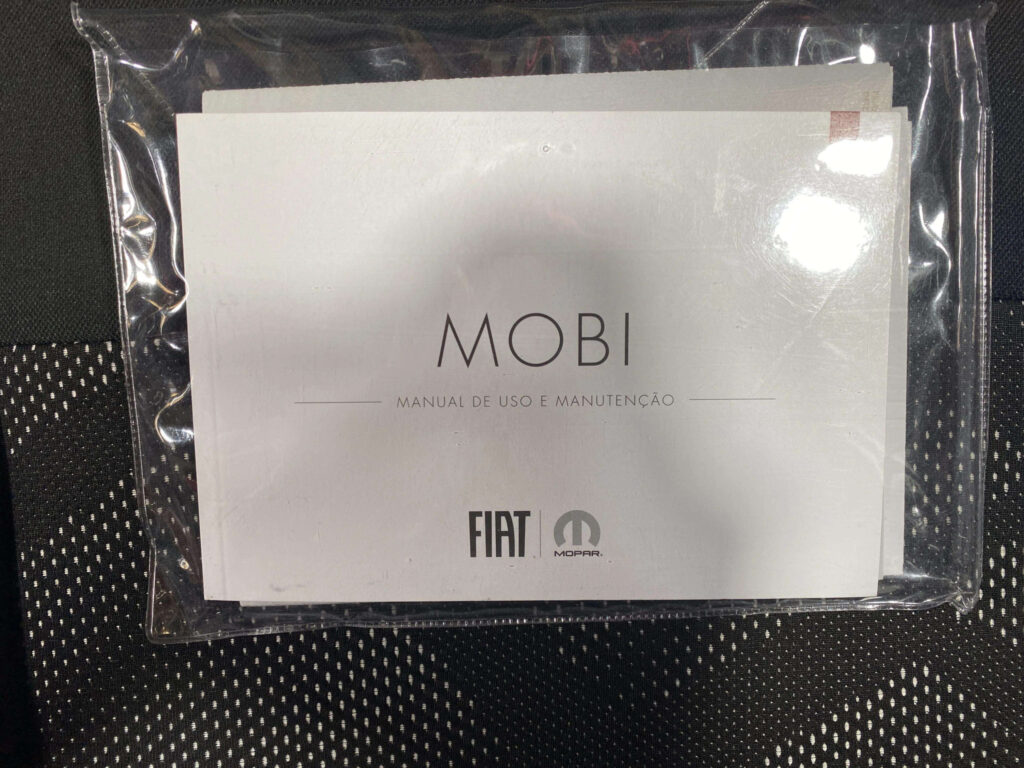 MOBI
MANUAL DE USO E MANUTENÇÃO
FIAT
MOPAR®